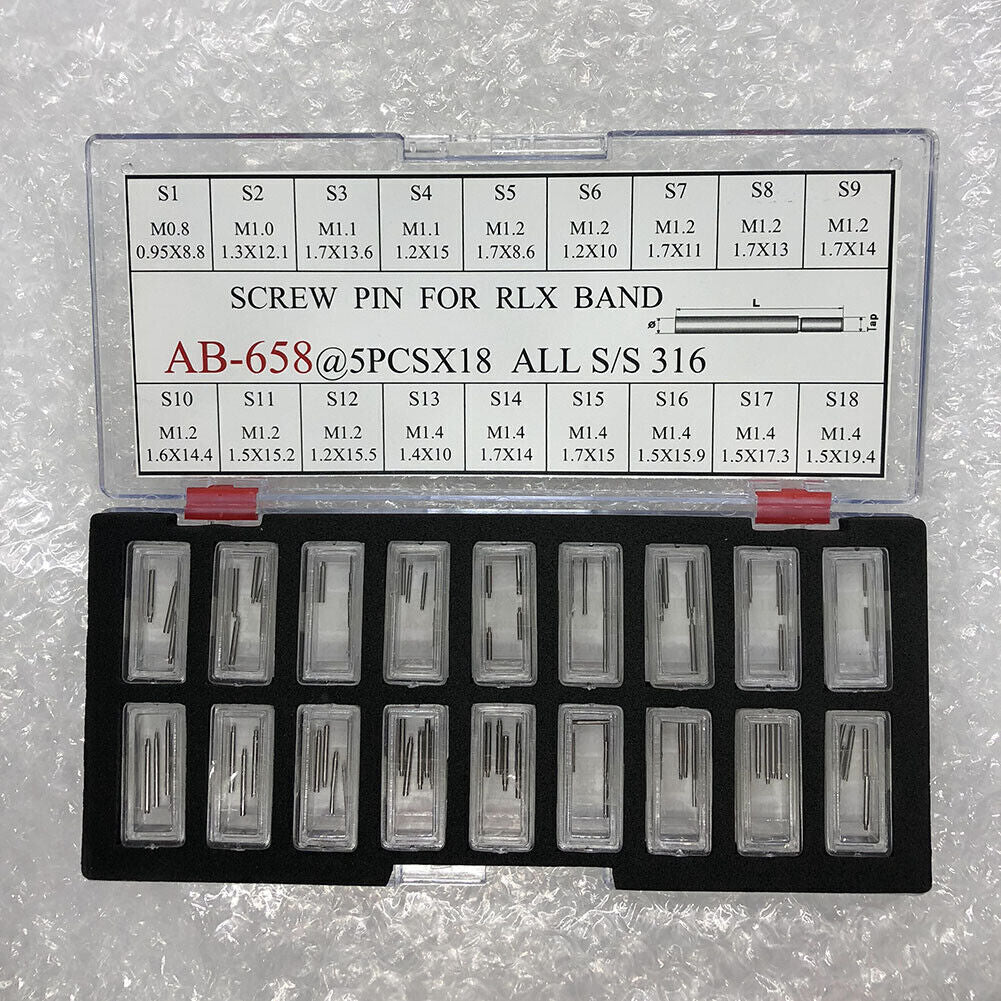 S1 S2 S3 S4 S5 S6 S7 S8 S9
M0.8 M1.0 M1.1 M1.1 M1.2 M1.2 M1.2 M1.2 M1.2
0.95X8.8 1.3X12.1 1.7X13.6 1.2X15 1.7X8.6 1.2X10 1.7X11 1.7X13 1.7X14
SCREW PIN FOR RLX BAND
Ø L Tap
AB-658@5PCSX18 ALL S/S 316
S10 S11 S12 S13 S14 S15 S16 S17 S18
M1.2 M1.2 M1.2 M1.4 M1.4 M1.4 M1.4 M1.4 M1.4
1.6X14.4 1.5X15.2 1.2X15.5 1.4X10 1.7X14 1.7X15 1.5X15.9 1.5X17.3 1.5X19.4